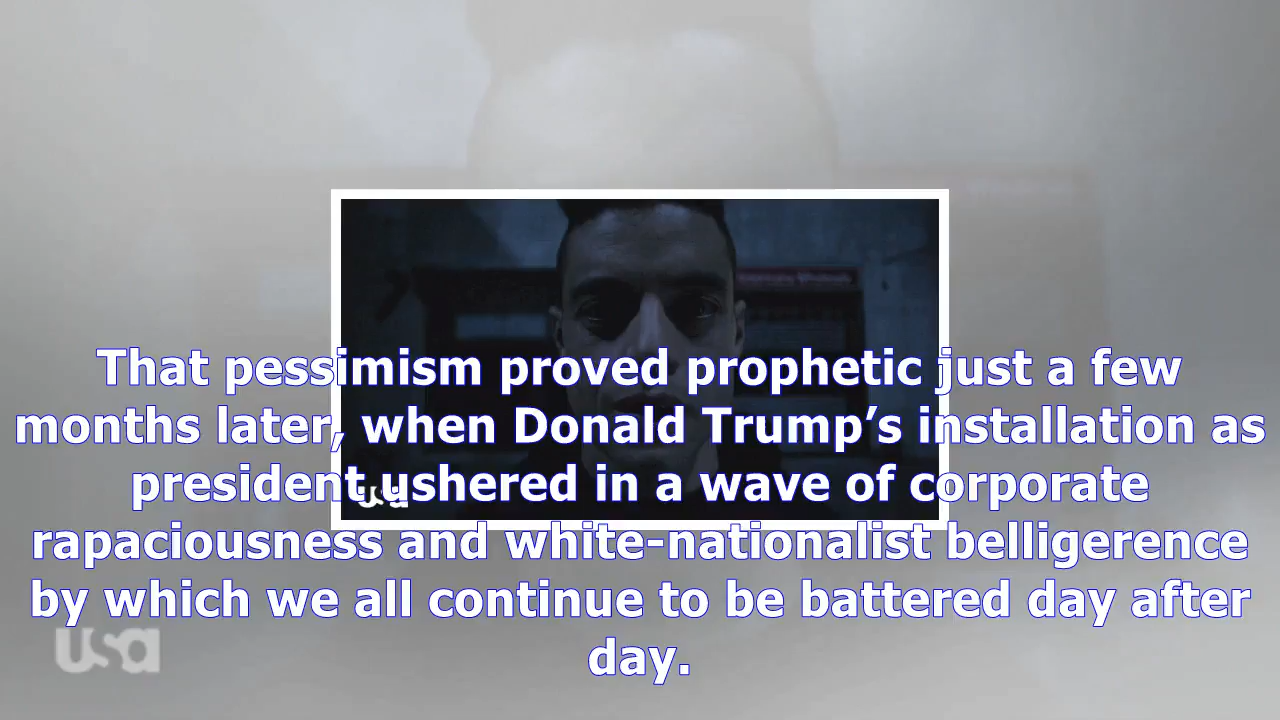 That pessimism proved prophetic just a few
months later, when Donald Trump’s installation as
president ushered in a wave of corporate
rapaciousness and white-nationalist belligerence
by which we all continue to be battered day after
day.
usa
usa